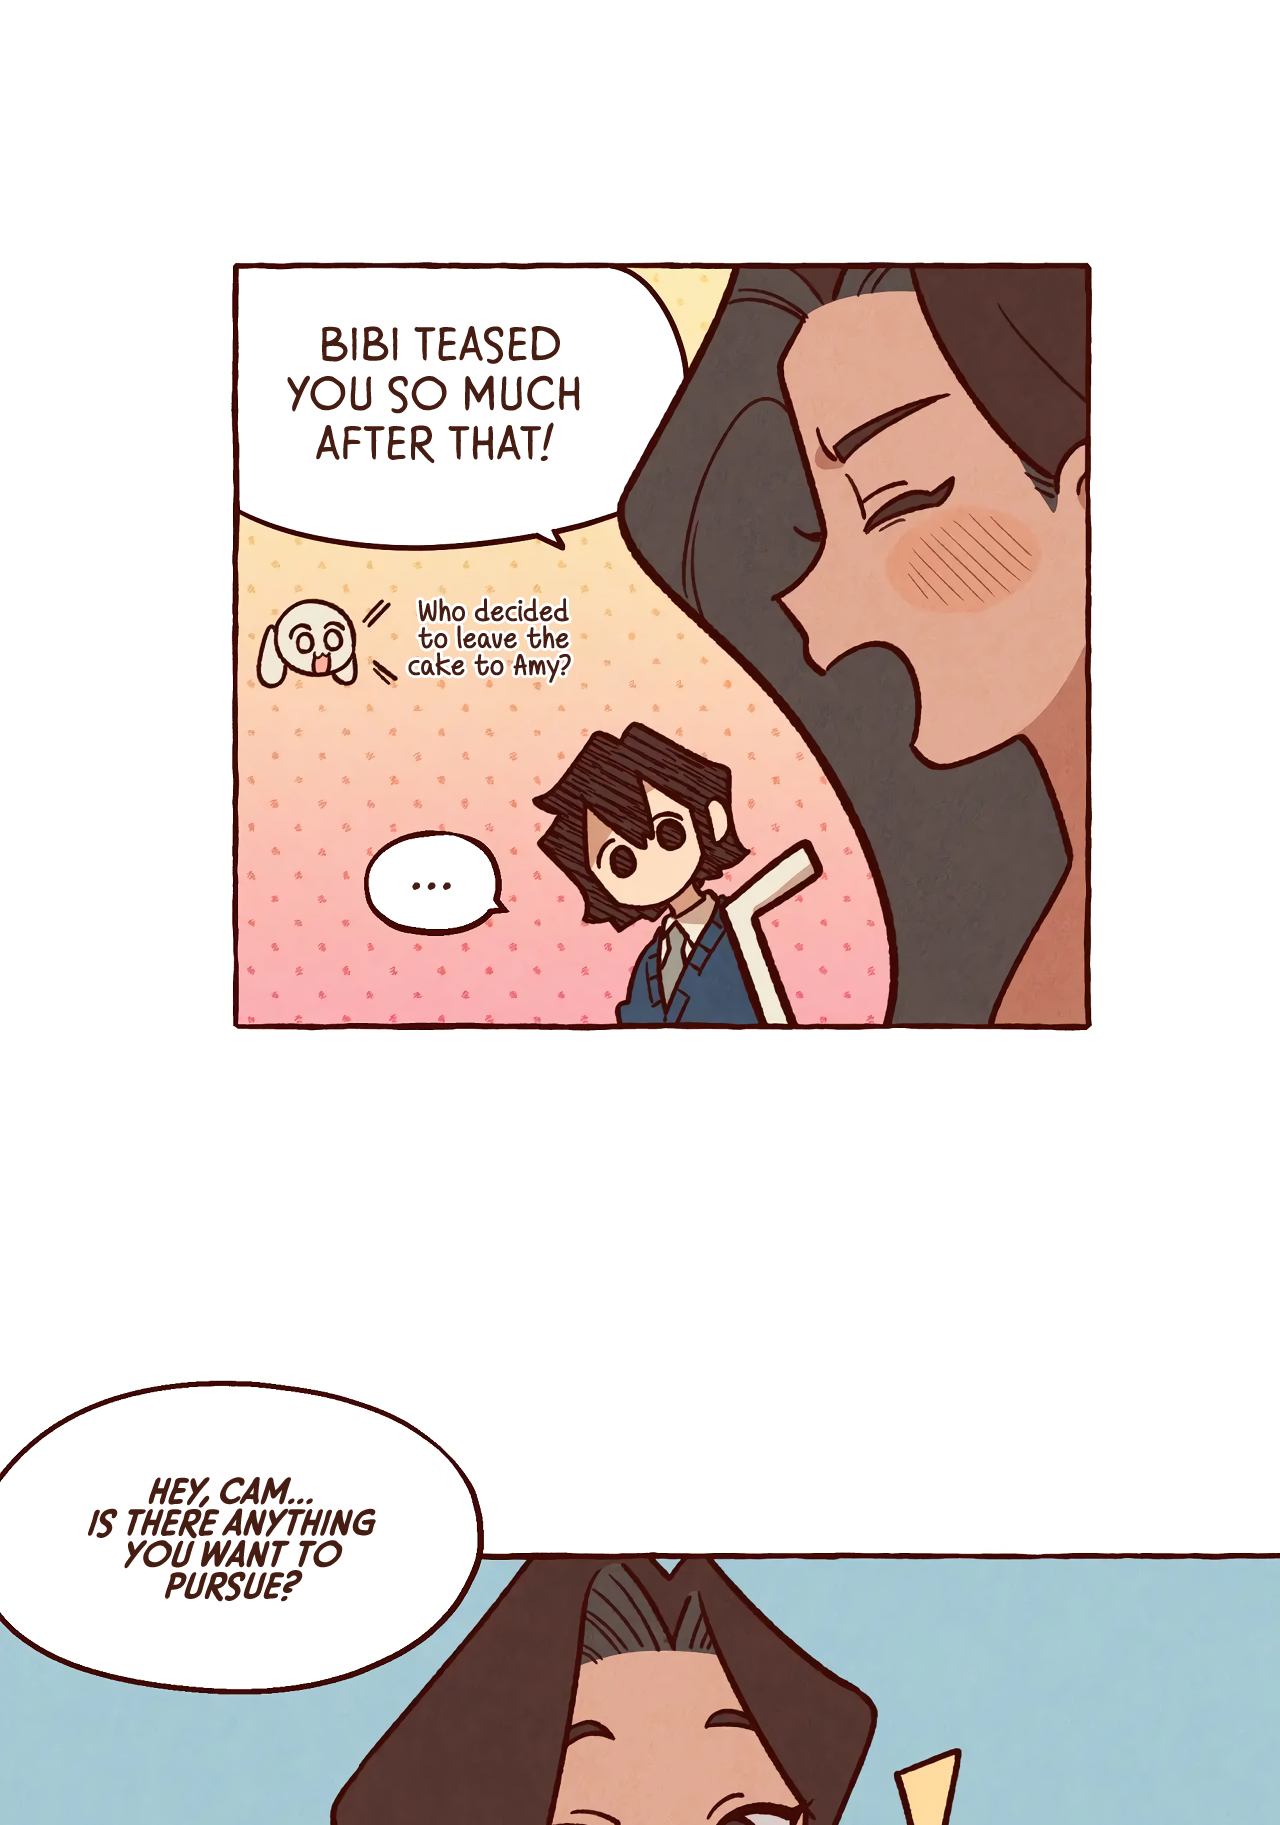 BIBI TEASED
YOU SO MUCH
AFTER THAT!
Who decided
to leave the
cake to Amy?
...
HEY, CAM...
IS THERE ANYTHING
YOU WANT TO
PURSUE?